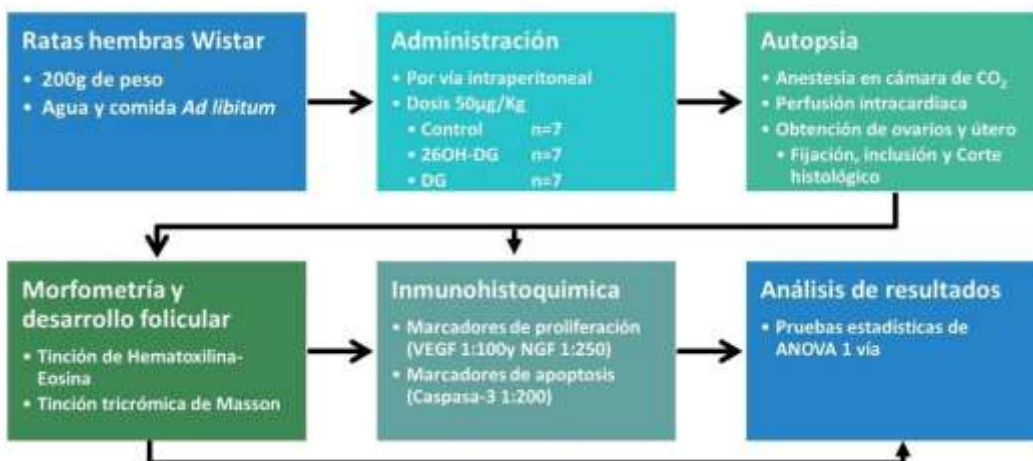 Ratas hembras Wistar
• 200g de peso
• Agua y comida Ad libitum
Administración
• Por vía intraperitoneal
• Dosis 50µg/Kg
• Control n=7
• 26OH-DG n=7
• DG n=7
Autopsia
• Anestesia en cámara de CO₂
• Perfusión intracardiaca
• Obtención de ovarios y útero
• Fijación, inclusión y Corte
histológico
Morfometría y
desarrollo folicular
• Tinción de Hematoxilina-
Eosina
• Tinción tricrómica de Masson
Inmunohistoquimica
• Marcadores de proliferación
(VEGF 1:100y NGF 1:250)
• Marcadores de apoptosis
(Caspasa-3 1:200)
Análisis de resultados
• Pruebas estadísticas de
ANOVA 1 vía